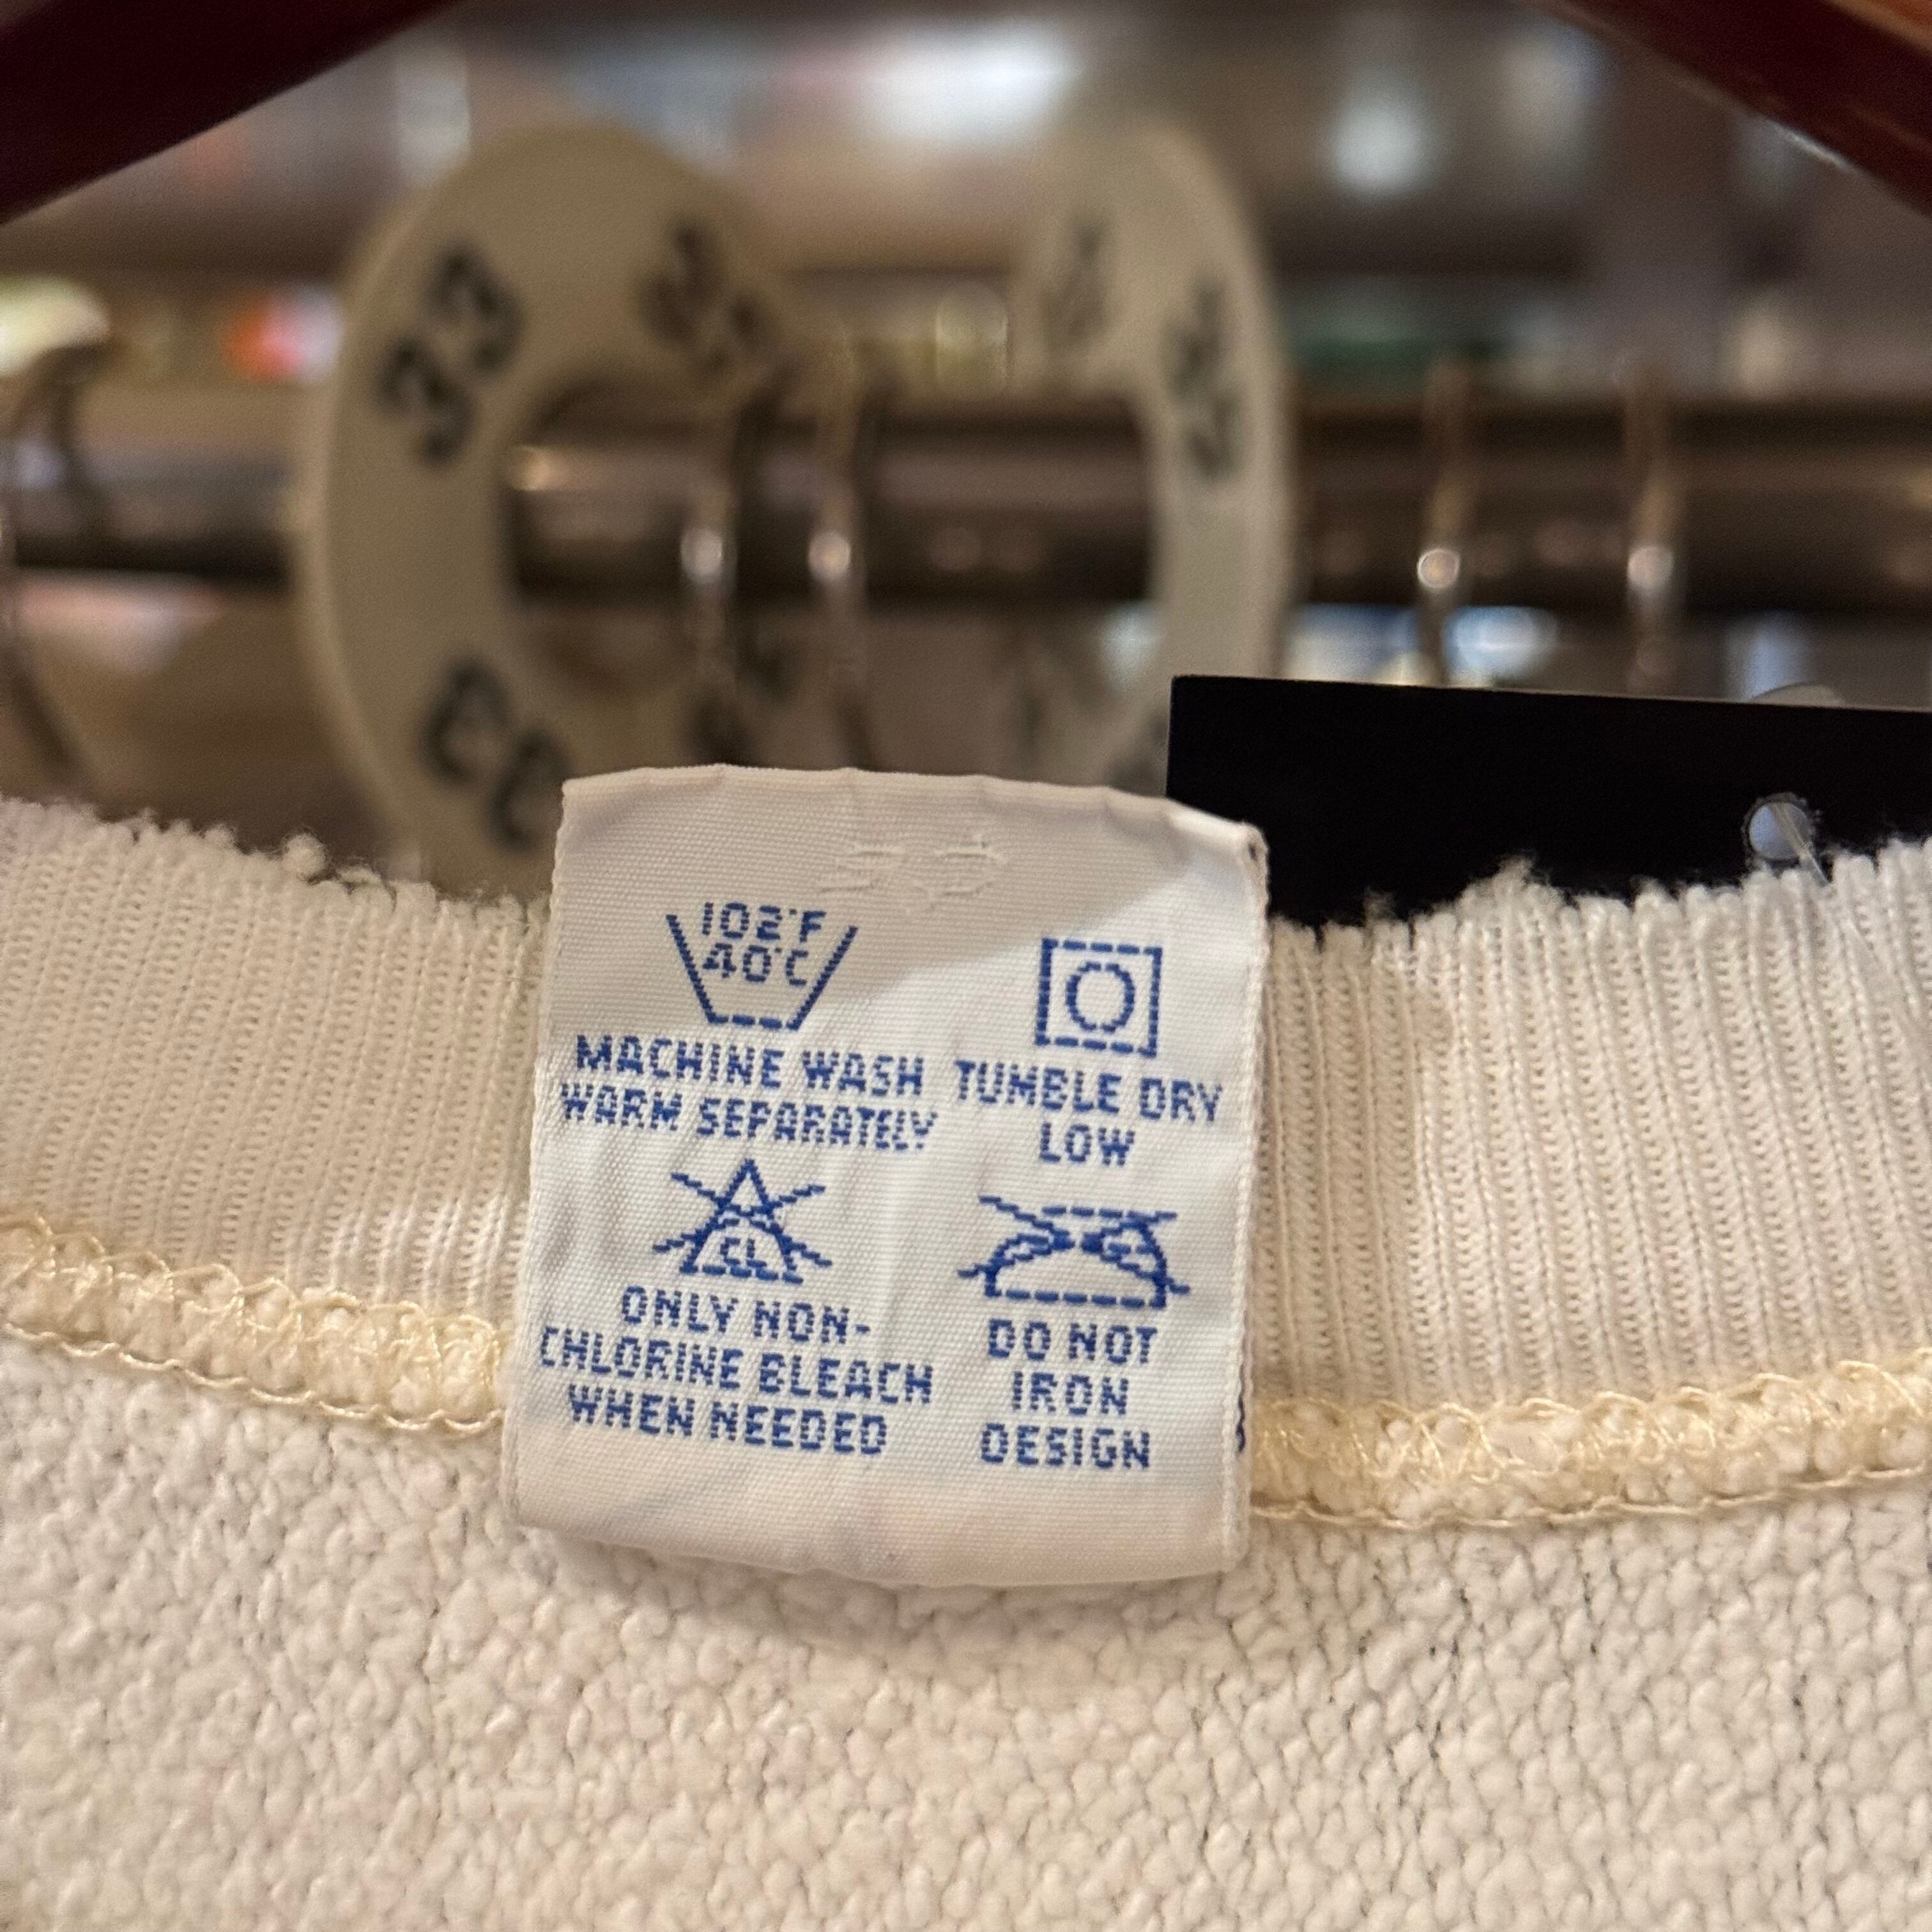 102°F
40°C
MACHINE WASH
WARM SEPARATELY
TUMBLE DRY
LOW
CL
ONLY NON-
CHLORINE BLEACH
WHEN NEEDED
DO NOT
IRON
DESIGN